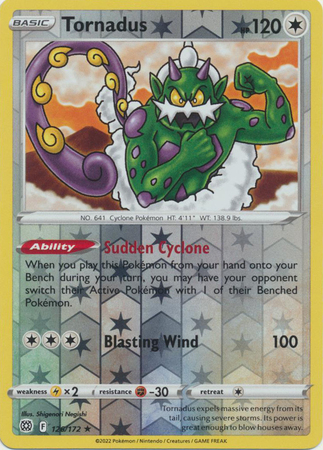 BASIC
Tornadus
HP 120
NO. 641 Cyclone Pokémon HT: 4'11" WT: 138.9 lbs.
Ability Sudden Cyclone
When you play this Pokémon from your hand onto your
Bench during your turn, you may have your opponent
switch their Active Pokémon with 1 of their Benched
Pokémon.
Blasting Wind 100
weakness ×2 resistance -30 retreat
Illus. Shigenori Negishi
F 124/172 ★
Tornadus expels massive energy from its
tail, causing severe storms. Its power is
great enough to blow houses away.
©2022 Pokémon / Nintendo / Creatures / GAME FREAK